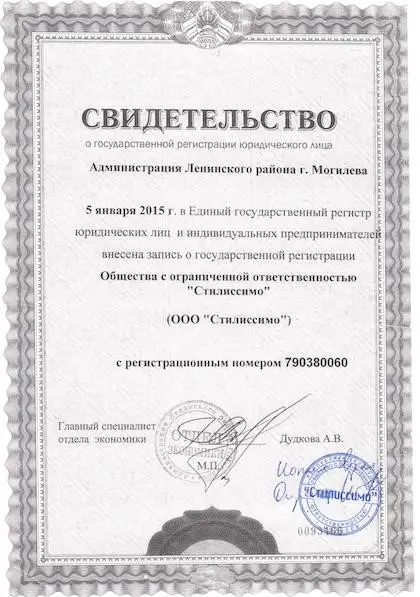 СВИДЕТЕЛЬСТВО
о государственной регистрации юридического лица
Администрация Ленинского района г. Могилева
5 января 2015 г. в Единый государственный регистр
юридических лиц и индивидуальных предпринимателей
внесена запись о государственной регистрации
Общества с ограниченной ответственностью
"Стилиссимо"
(ООО "Стилиссимо")
с регистрационным номером 790380060
Главный специалист
отдела экономики
Дудкова А.В.
ОТДЕЛ
ЭКОНОМИКИ
М.П.
"Стилиссимо"